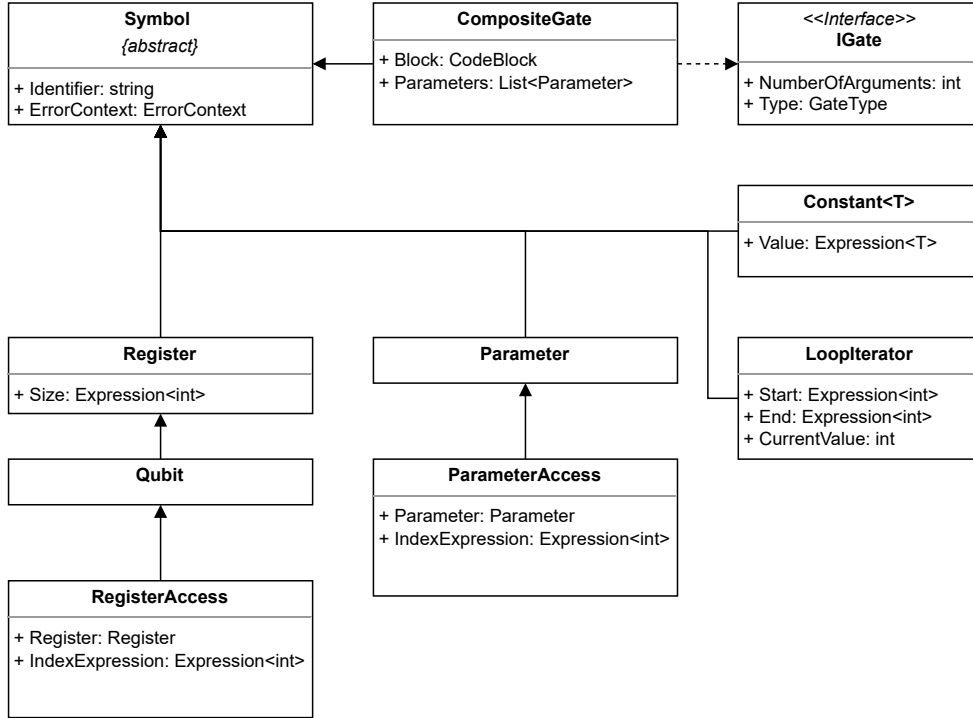 Symbol
{abstract}
+ Identifier: string
+ ErrorContext: ErrorContext
CompositeGate
+ Block: CodeBlock
+ Parameters: List<Parameter>
<<Interface>>
IGate
+ NumberOfArguments: int
+ Type: GateType
Constant<T>
+ Value: Expression<T>
Register
+ Size: Expression<int>
Parameter
LoopIterator
+ Start: Expression<int>
+ End: Expression<int>
+ CurrentValue: int
Qubit
ParameterAccess
+ Parameter: Parameter
+ IndexExpression: Expression<int>
RegisterAccess
+ Register: Register
+ IndexExpression: Expression<int>